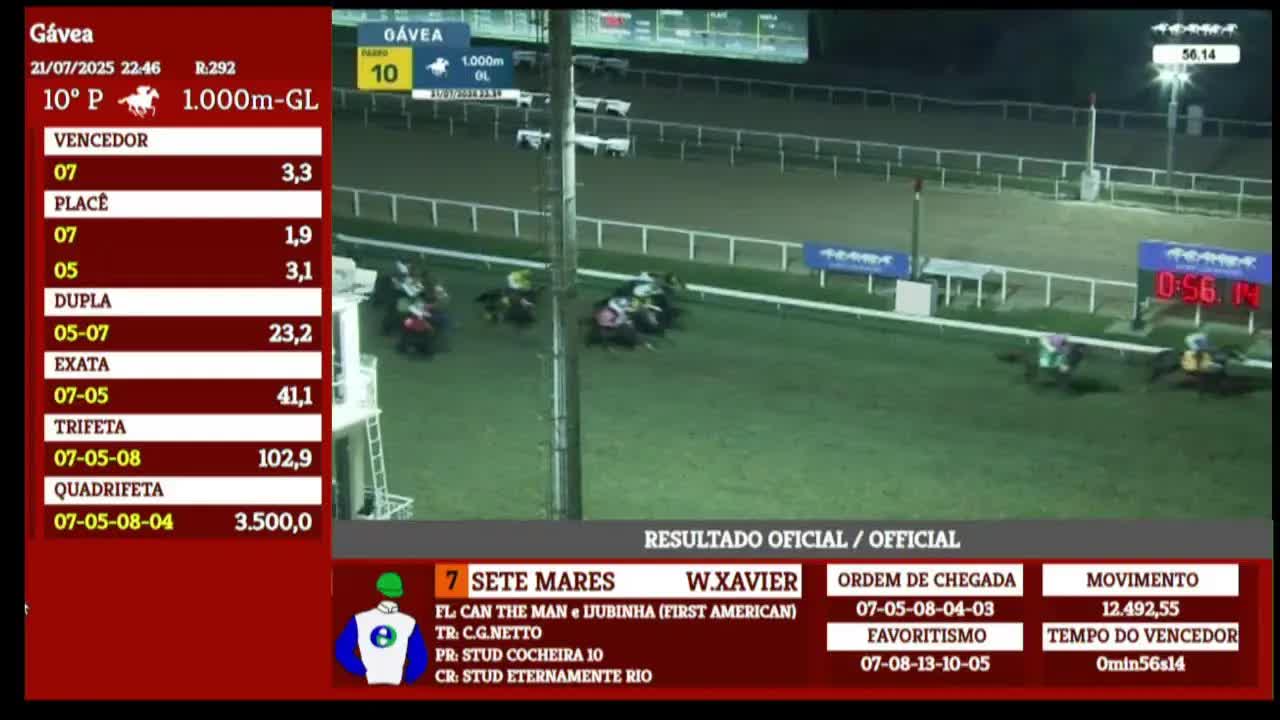 Gávea
21/07/2025 22:46 R:292
10º P 1.000m-GL
VENCEDOR
07 3,3
PLACÊ
07 1,9
05 3,1
DUPLA
05-07 23,2
EXATA
07-05 41,1
TRIFETA
07-05-08 102,9
QUADRIFETA
07-05-08-04 3.500,0
GÁVEA
PÁREO
10
1.000m
GL
56.14
0:56.14
RESULTADO OFICIAL / OFFICIAL
7 SETE MARES W.XAVIER
FL: CAN THE MAN e IJUBINHA (FIRST AMERICAN)
TR: C.G.NETTO
PR: STUD COCHEIRA 10
CR: STUD ETERNAMENTE RIO
ORDEM DE CHEGADA
07-05-08-04-03
FAVORITISMO
07-08-13-10-05
MOVIMENTO
12.492,55
TEMPO DO VENCEDOR
0min56s14